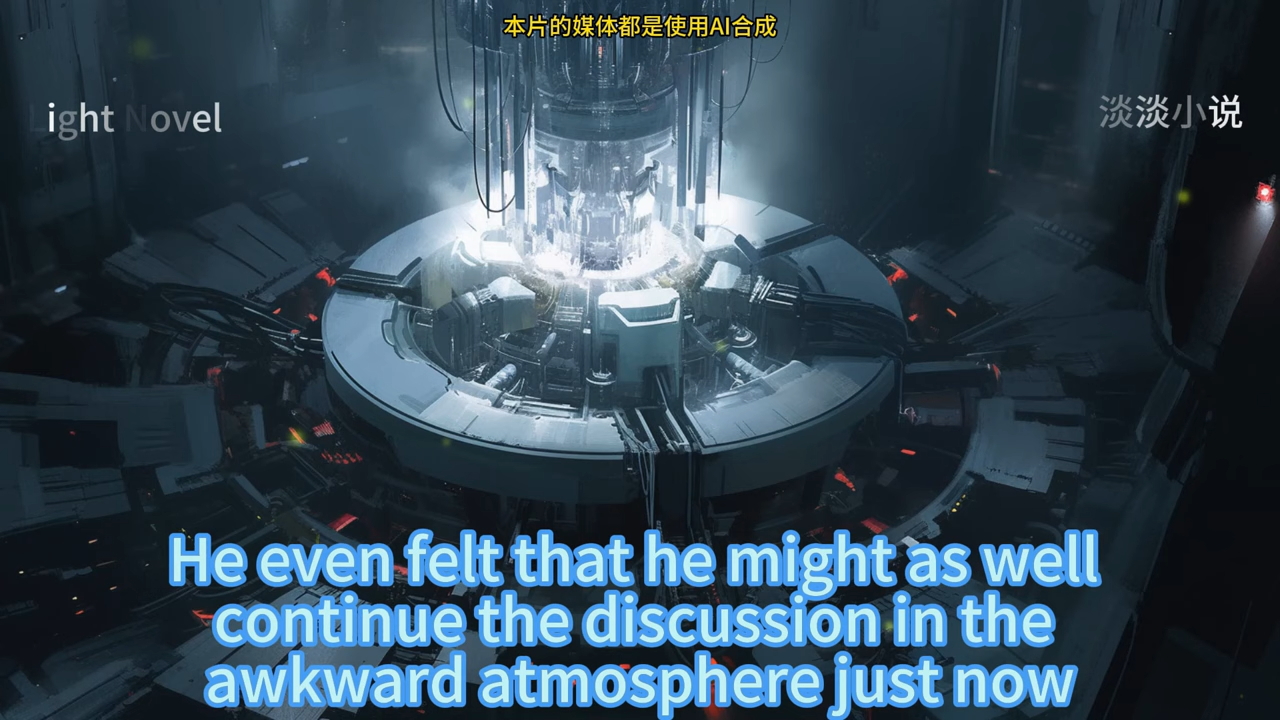 本片的媒体都是使用AI合成
Light Novel
淡淡小说
He even felt that he might as well
continue the discussion in the
awkward atmosphere just now